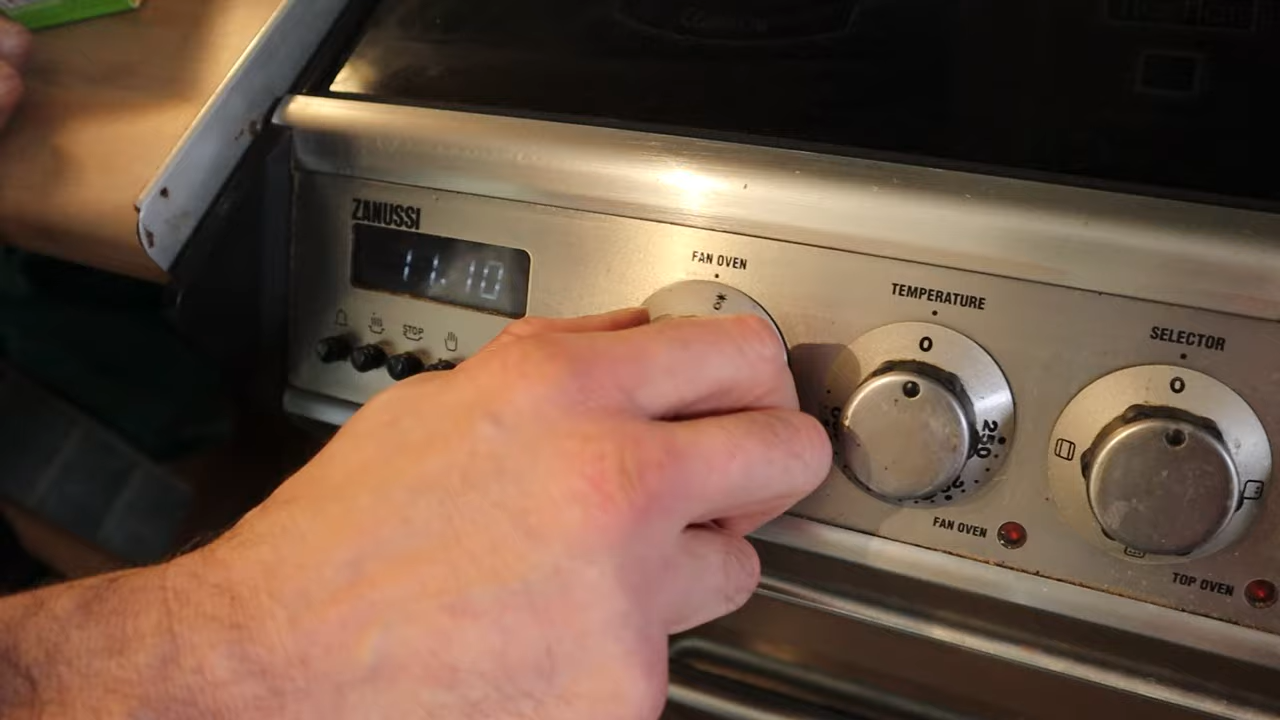 ZANUSSI
11.10
STOP
FAN OVEN
TEMPERATURE
0
250
SELECTOR
0
FAN OVEN
TOP OVEN